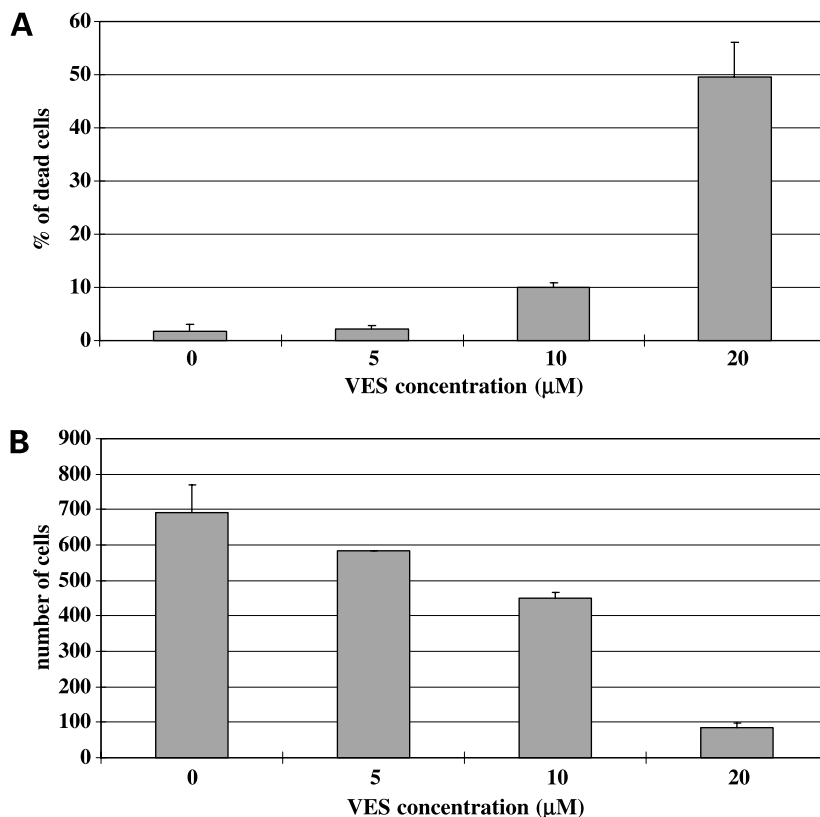 A
60
50
40
30
20
10
0
% of dead cells
0 5 10 20
VES concentration (μM)
B
900
800
700
600
500
400
300
200
100
0
number of cells
0 5 10 20
VES concentration (μM)